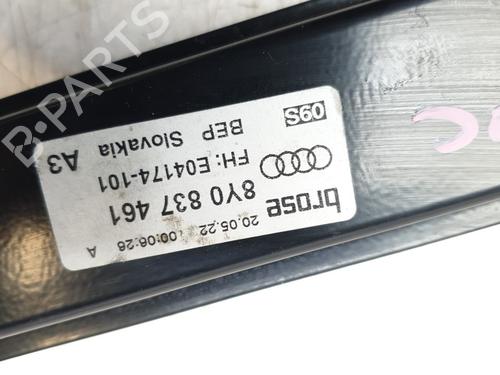 brose
20.05.22 00:06:26 A
8Y0 837 461
FH: E04174-101
BEP Slovakia A3
S60
B-PARTS